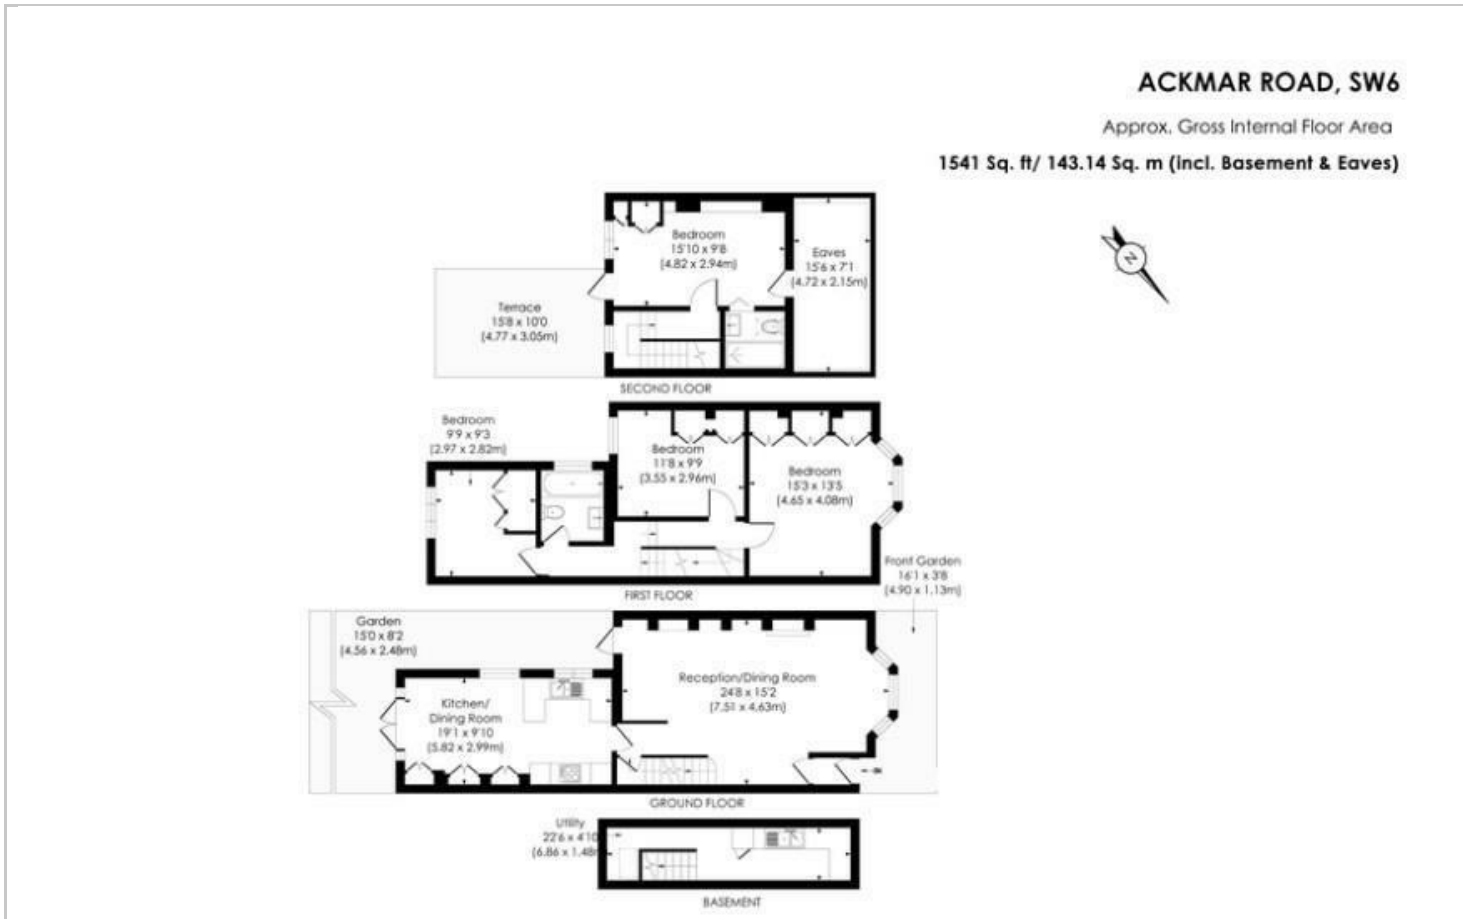 ACKMAR ROAD, SW6
Approx. Gross Internal Floor Area
1541 Sq. ft/ 143.14 Sq. m (incl. Basement & Eaves)
N
Bedroom
15'10 x 9'8
(4.82 x 2.94m)
Eaves
15'6 x 7'1
(4.72 x 2.15m)
Terrace
15'8 x 10'0
(4.77 x 3.05m)
SECOND FLOOR
Bedroom
9'9 x 9'3
(2.97 x 2.82m)
Bedroom
11'8 x 9'9
(3.55 x 2.96m)
Bedroom
15'3 x 13'5
(4.65 x 4.08m)
FIRST FLOOR
Front Garden
16'1 x 3'8
(4.90 x 1.13m)
Garden
15'0 x 8'2
(4.56 x 2.48m)
Reception/Dining Room
24'8 x 15'2
(7.51 x 4.63m)
Kitchen/
Dining Room
19'1 x 9'10
(5.82 x 2.99m)
GROUND FLOOR
Utility
22'6 x 4'10
(6.86 x 1.48m
BASEMENT